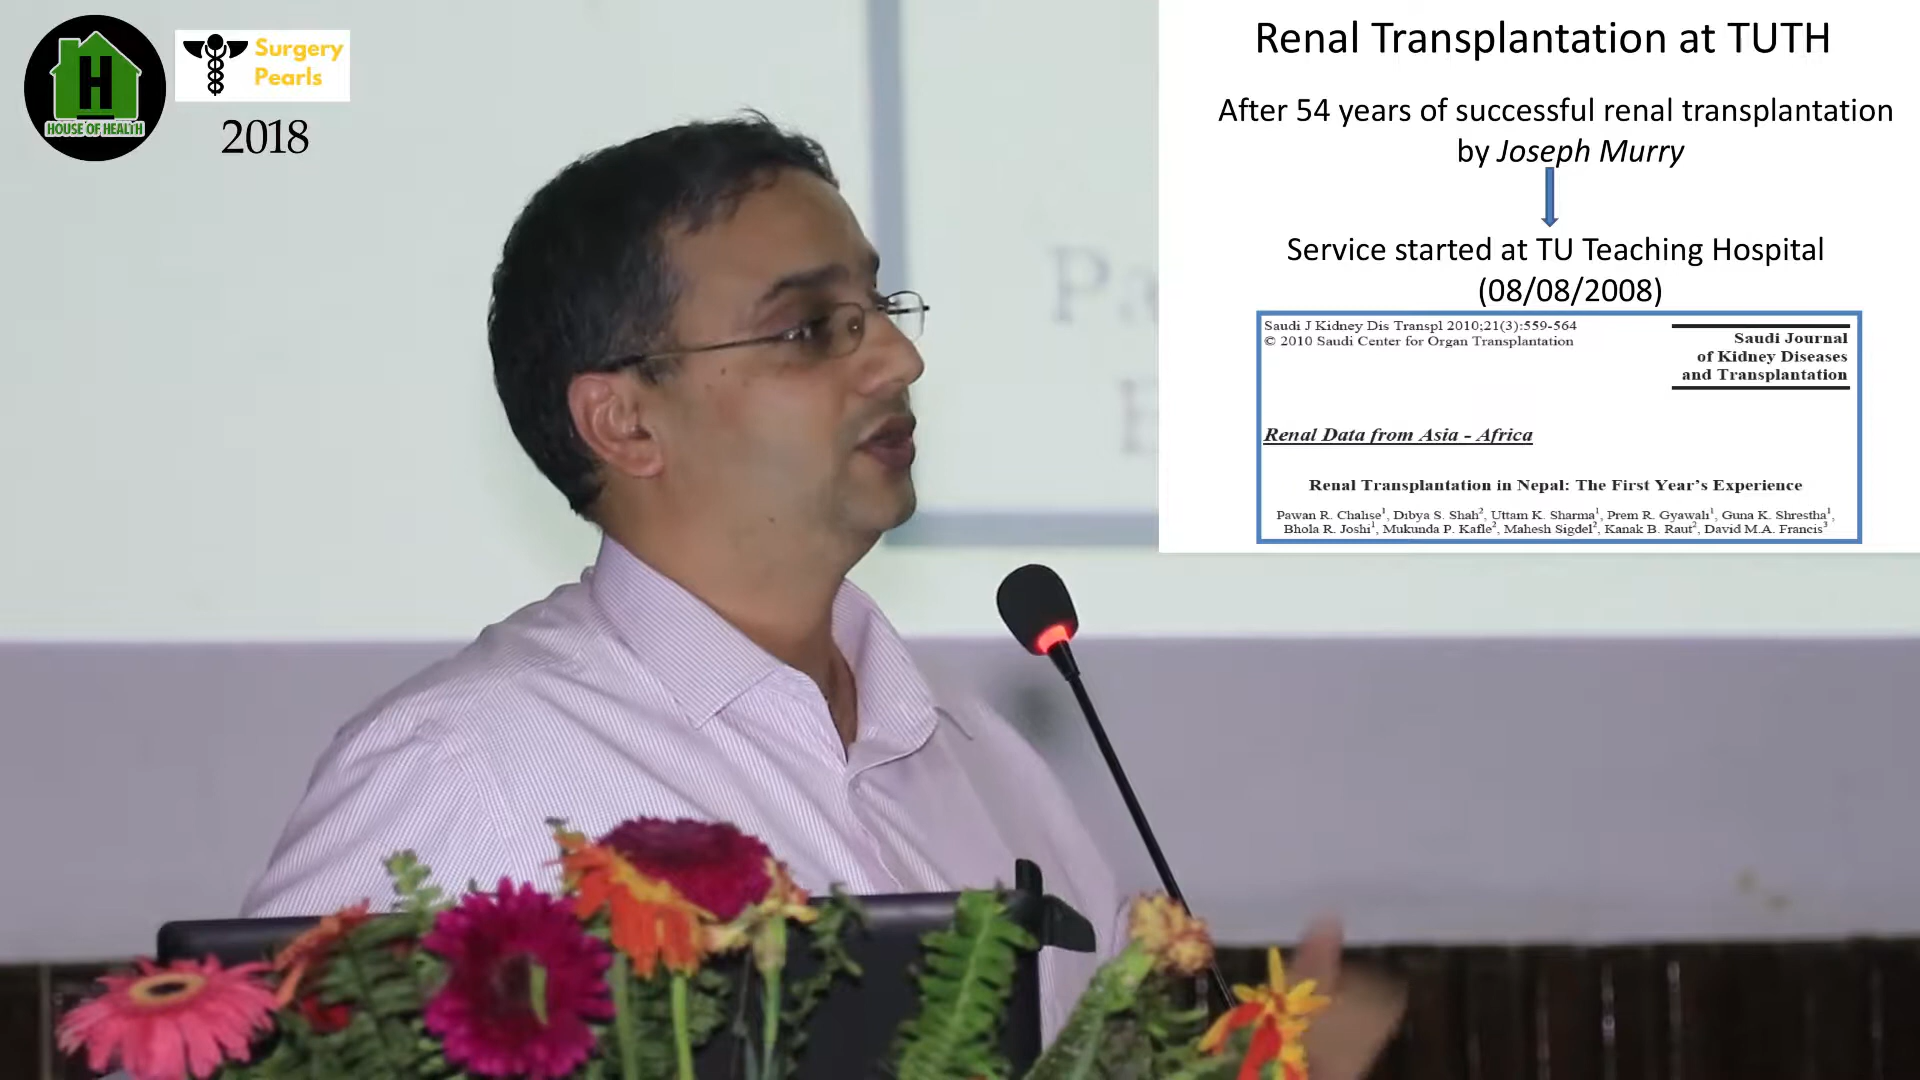 H
HOUSE OF HEALTH
Surgery
Pearls
2018
Renal Transplantation at TUTH
After 54 years of successful renal transplantation
by Joseph Murry
Service started at TU Teaching Hospital
(08/08/2008)
Saudi J Kidney Dis Transpl 2010;21(3):559-564
© 2010 Saudi Center for Organ Transplantation
Saudi Journal
of Kidney Diseases
and Transplantation
Renal Data from Asia - Africa
Renal Transplantation in Nepal: The First Year's Experience
Pawan R. Chalise¹, Dibya S. Shah², Uttam K. Sharma¹, Prem R. Gyawali¹, Guna K. Shrestha¹,
Bhola R. Joshi¹, Mukunda P. Kafle², Mahesh Sigdel², Kanak B. Raut², David M.A. Francis³